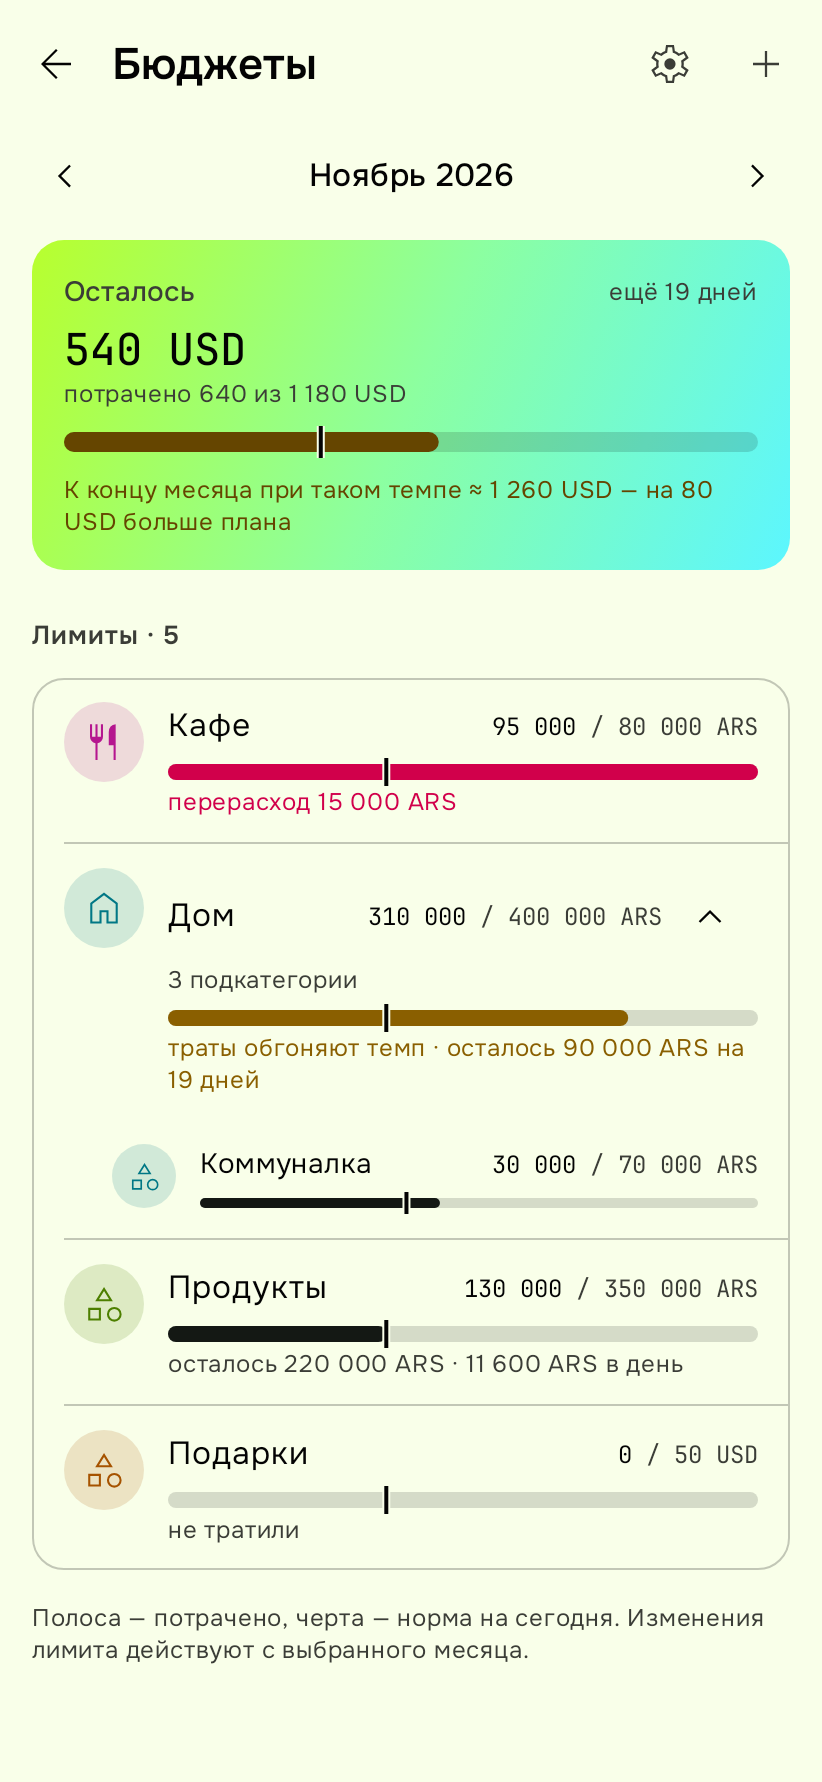 Бюджеты
Ноябрь 2026
Осталось
ещё 19 дней
540 USD
потрачено 640 из 1 180 USD
К концу месяца при таком темпе ≈ 1 260 USD — на 80
USD больше плана
Лимиты · 5
Кафе
95 000 / 80 000 ARS
перерасход 15 000 ARS
Дом
310 000 / 400 000 ARS
3 подкатегории
траты обгоняют темп · осталось 90 000 ARS на
19 дней
Коммуналка
30 000 / 70 000 ARS
Продукты
130 000 / 350 000 ARS
осталось 220 000 ARS · 11 600 ARS в день
Подарки
0 / 50 USD
не тратили
Полоса — потрачено, черта — норма на сегодня. Изменения
лимита действуют с выбранного месяца.